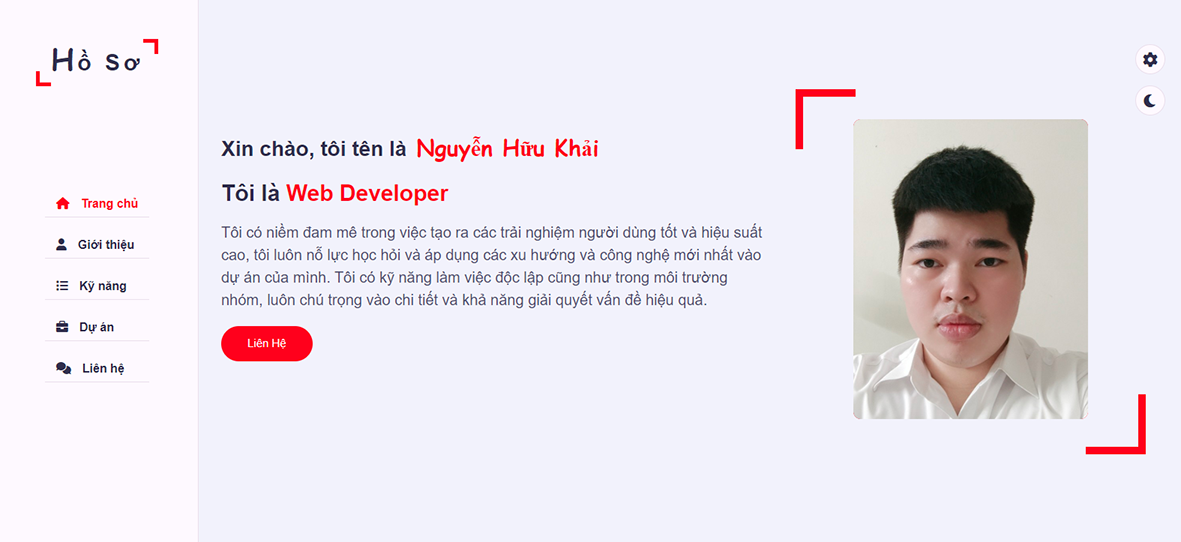 Hồ Sơ
Trang chủ
Giới thiệu
Kỹ năng
Dự án
Liên hệ
Xin chào, tôi tên là Nguyễn Hữu Khải
Tôi là Web Developer
Tôi có niềm đam mê trong việc tạo ra các trải nghiệm người dùng tốt và hiệu suất
cao, tôi luôn nỗ lực học hỏi và áp dụng các xu hướng và công nghệ mới nhất vào
dự án của mình. Tôi có kỹ năng làm việc độc lập cũng như trong môi trường
nhóm, luôn chú trọng vào chi tiết và khả năng giải quyết vấn đề hiệu quả.
Liên Hệ